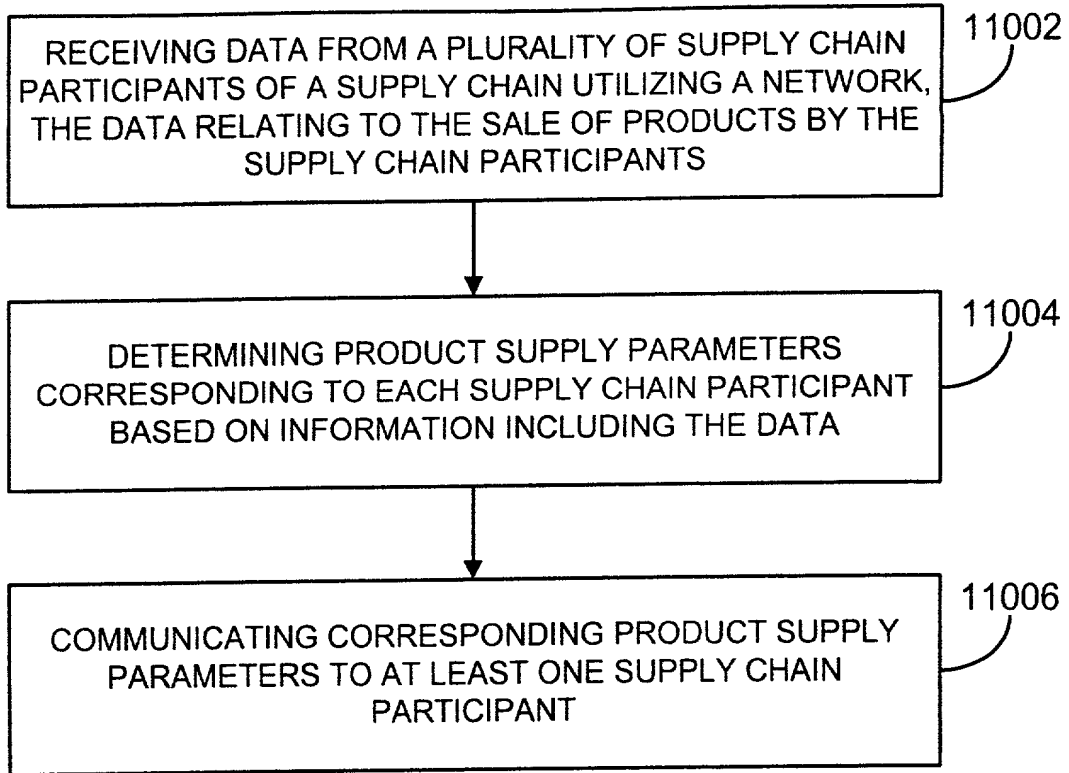 RECEIVING DATA FROM A PLURALITY OF SUPPLY CHAIN
PARTICIPANTS OF A SUPPLY CHAIN UTILIZING A NETWORK,
THE DATA RELATING TO THE SALE OF PRODUCTS BY THE
SUPPLY CHAIN PARTICIPANTS
11002
DETERMINING PRODUCT SUPPLY PARAMETERS
CORRESPONDING TO EACH SUPPLY CHAIN PARTICIPANT
BASED ON INFORMATION INCLUDING THE DATA
11004
COMMUNICATING CORRESPONDING PRODUCT SUPPLY
PARAMETERS TO AT LEAST ONE SUPPLY CHAIN
PARTICIPANT
11006